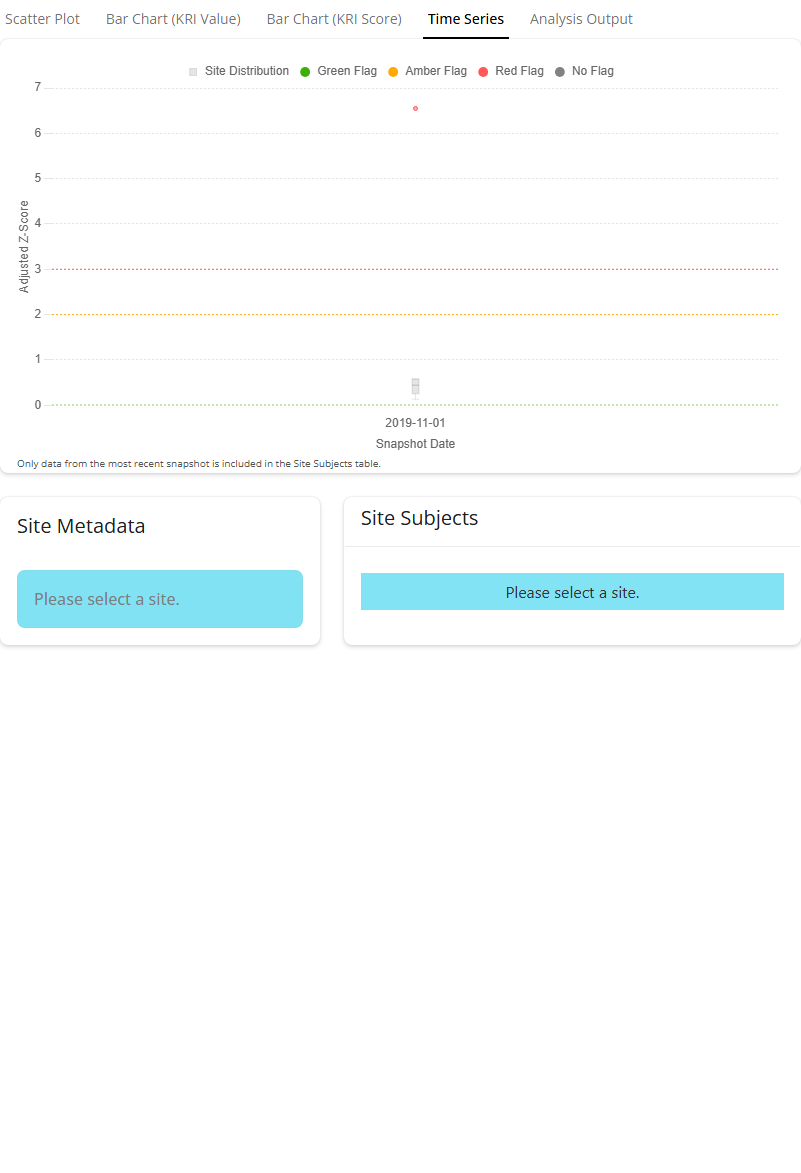 Scatter Plot Bar Chart (KRI Value) Bar Chart (KRI Score) Time Series Analysis Output
Site Distribution Green Flag Amber Flag Red Flag No Flag
7
6
5
4
3
2
1
0
Adjusted Z-Score
2019-11-01
Snapshot Date
Only data from the most recent snapshot is included in the Site Subjects table.
Site Metadata
Please select a site.
Site Subjects
Please select a site.